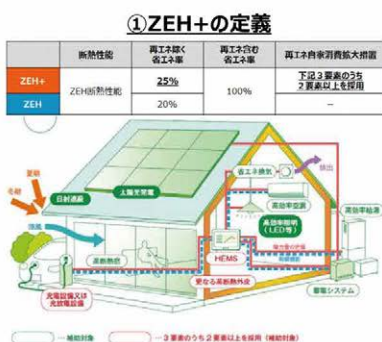 ①ZEH+の定義
断熱性能
再エネ除く
省エネ率
再エネ含む
省エネ率
再エネ自家消費拡大措置
ZEH+
ZEH断熱性能
25%
100%
下記3要素のうち
2要素以上を採用
ZEH
20%
–
夏
冬
日射遮蔽
太陽光発電
涼風
省エネ換気
排出
高効率空調
高効率給湯
高効率照明
(LED等)
高断熱窓
HEMS
更なる高断熱外皮
蓄電システム
充電設備又は
充放電設備
補助対象
3要素のうち2要素以上を採用(補助対象)